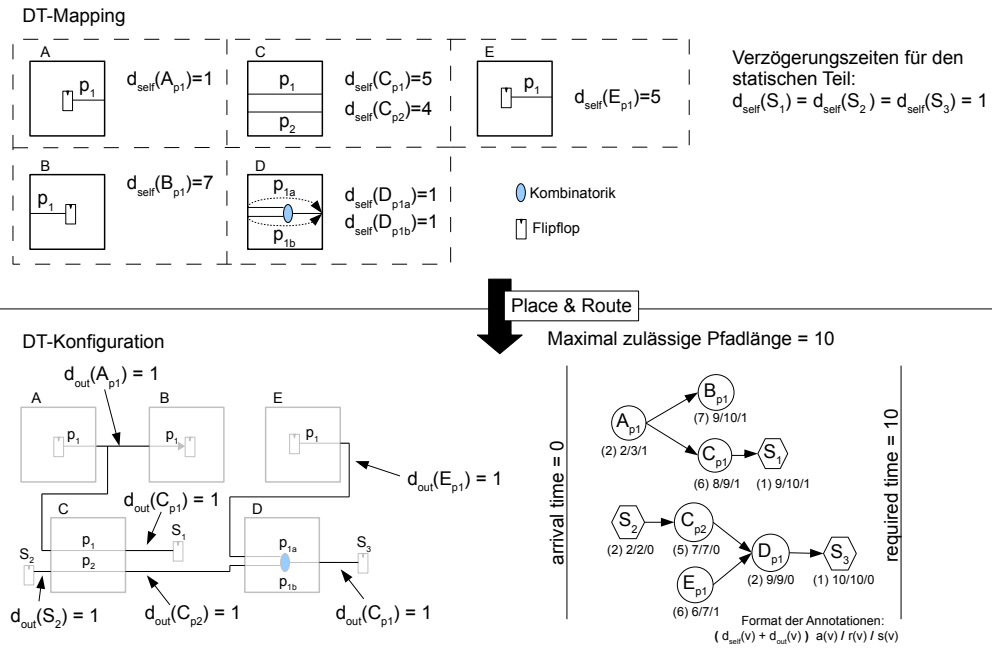 DT-Mapping
A
p1
dself(Ap1)=1
C
p1
p2
dself(Cp1)=5
dself(Cp2)=4
E
p1
dself(Ep1)=5
Verzögerungszeiten für den
statischen Teil:
dself(S1) = dself(S2) = dself(S3) = 1
B
p1
dself(Bp1)=7
D
p1a
p1b
dself(Dp1a)=1
dself(Dp1b)=1
Kombinatorik
Flipflop
Place & Route
DT-Konfiguration
dout(Ap1) = 1
A
p1
B
p1
E
p1
dout(Ep1) = 1
dout(Cp1) = 1
C
p1
p2
S1
S2
D
p1a
p1b
S3
dout(S2) = 1
dout(Cp2) = 1
dout(Cp1) = 1
Maximal zulässige Pfadlänge = 10
arrival time = 0
required time = 10
Bp1
(7) 9/10/1
Ap1
(2) 2/3/1
Cp1
(6) 8/9/1
S1
(1) 9/10/1
S2
(2) 2/2/0
Cp2
(5) 7/7/0
Dp1
(2) 9/9/0
S3
(1) 10/10/0
Ep1
(6) 6/7/1
Format der Annotationen:
( dself(v) + dout(v) ) a(v) / r(v) / s(v)